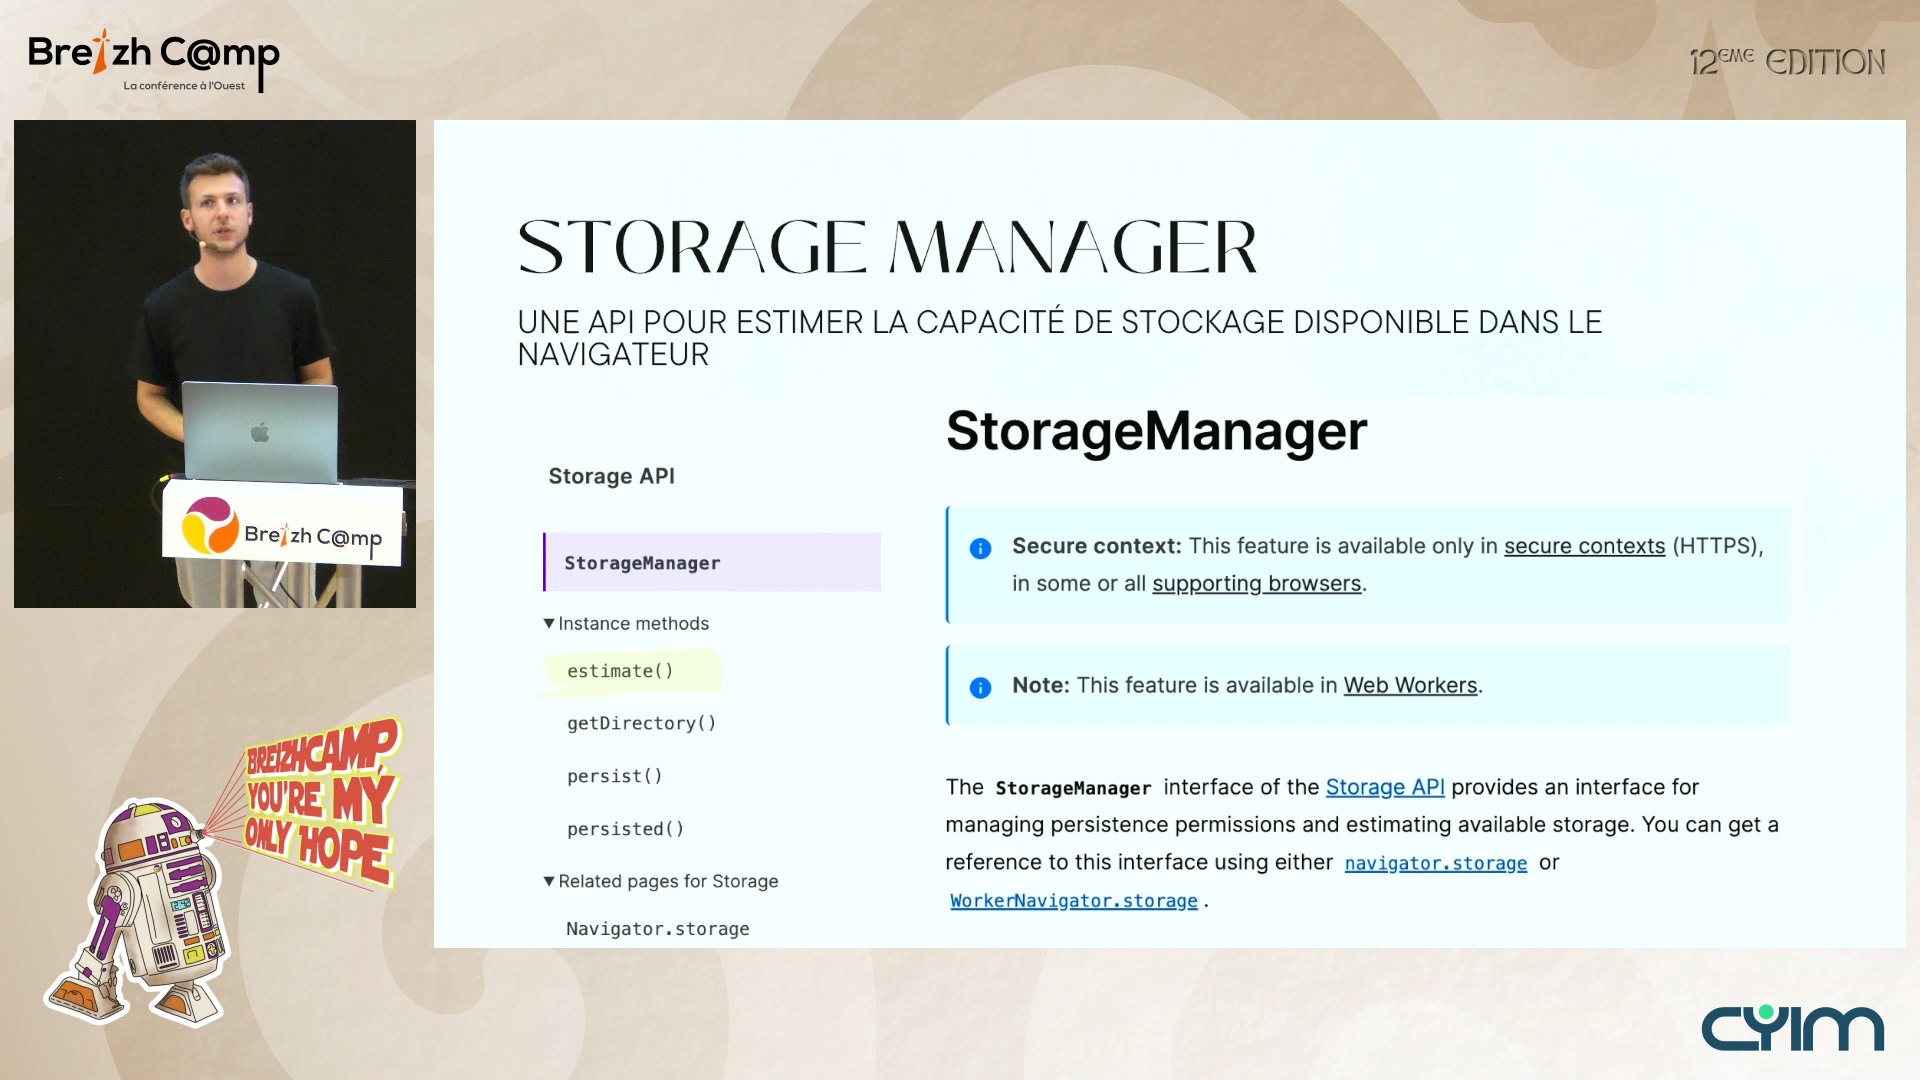 Breizh C@mp
La conférence à l'Ouest
12EME EDITION
STORAGE MANAGER
UNE API POUR ESTIMER LA CAPACITÉ DE STOCKAGE DISPONIBLE DANS LE
NAVIGATEUR
Storage API
StorageManager
Instance methods
estimate()
getDirectory()
persist()
persisted()
Related pages for Storage
Navigator.storage
StorageManager
Secure context: This feature is available only in secure contexts (HTTPS),
in some or all supporting browsers.
Note: This feature is available in Web Workers.
The StorageManager interface of the Storage API provides an interface for
managing persistence permissions and estimating available storage. You can get a
reference to this interface using either navigator.storage or
WorkerNavigator.storage.
Breizh C@mp
BREIZHCAMP,
YOU'RE MY
ONLY HOPE
CYIM